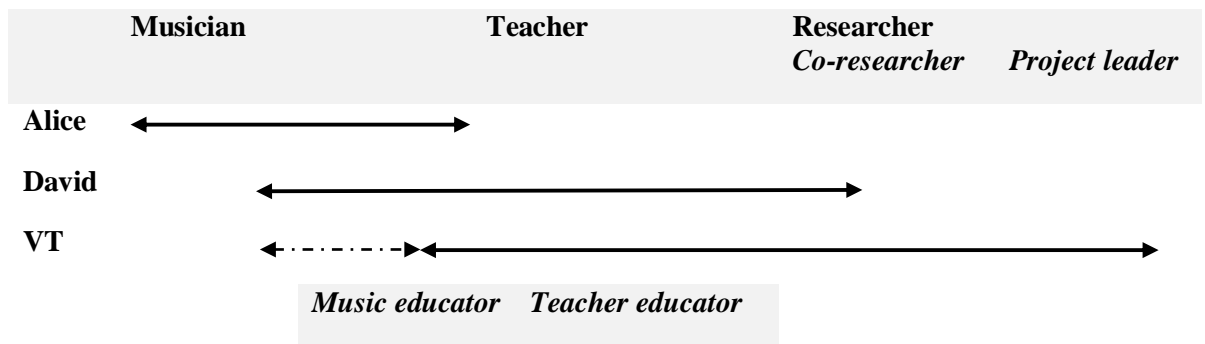 Musician Teacher Researcher
Co-researcher Project leader
Alice
David
VT
Music educator Teacher educator